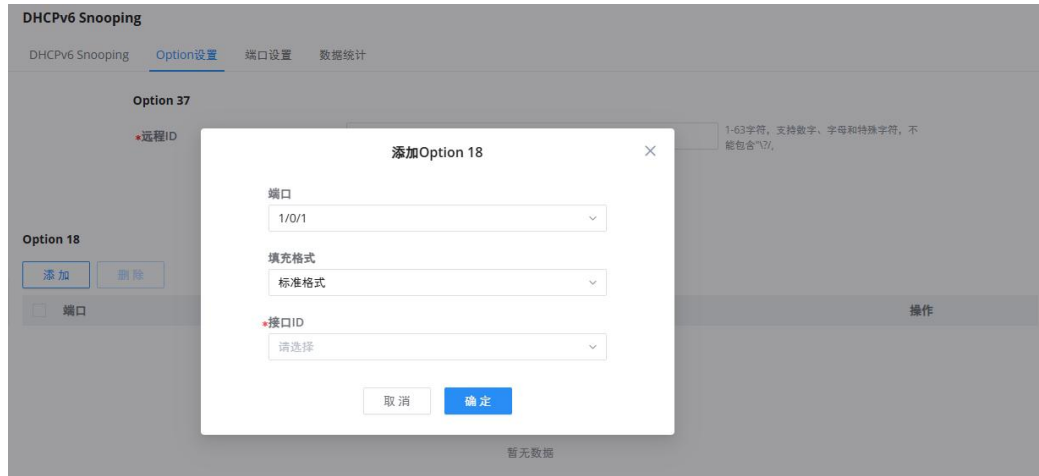 DHCPv6 Snooping
DHCPv6 Snooping Option设置 端口设置 数据统计
Option 37
*远程ID
1-63字符，支持数字、字母和特殊字符，不
能包含"\?/,
添加Option 18
端口
1/0/1
填充格式
标准格式
*接口ID
请选择
取消 确定
Option 18
添加 删除
端口 操作
暂无数据